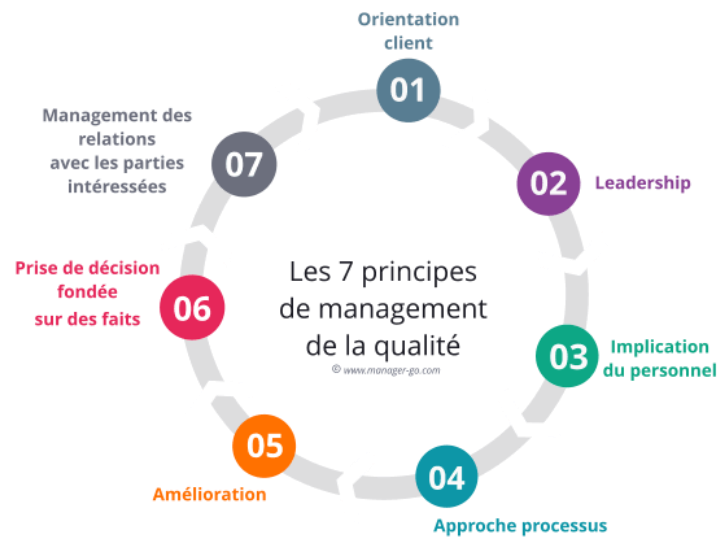 Orientation
client
01
02
Leadership
03
Implication
du personnel
04
Approche processus
05
Amélioration
06
Prise de décision
fondée
sur des faits
07
Management des
relations
avec les parties
intéressées
Les 7 principes
de management
de la qualité
© www.manager-go.com